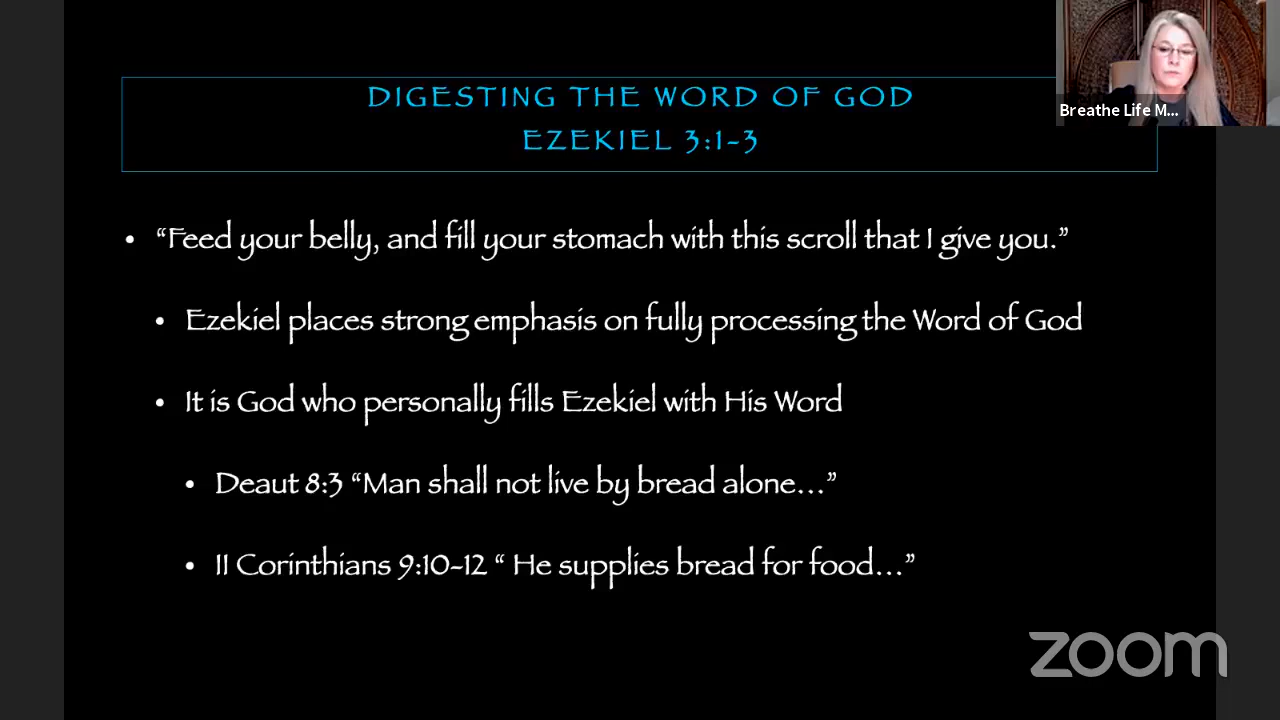 DIGESTING THE WORD OF GOD
EZEKIEL 3:1-3
Breathe Life M...
• “Feed your belly, and fill your stomach with this scroll that I give you.”
• Ezekiel places strong emphasis on fully processing the Word of God
• It is God who personally fills Ezekiel with His Word
• Deaut 8:3 “Man shall not live by bread alone...”
• II Corinthians 9:10-12 “ He supplies bread for food...”
zoom